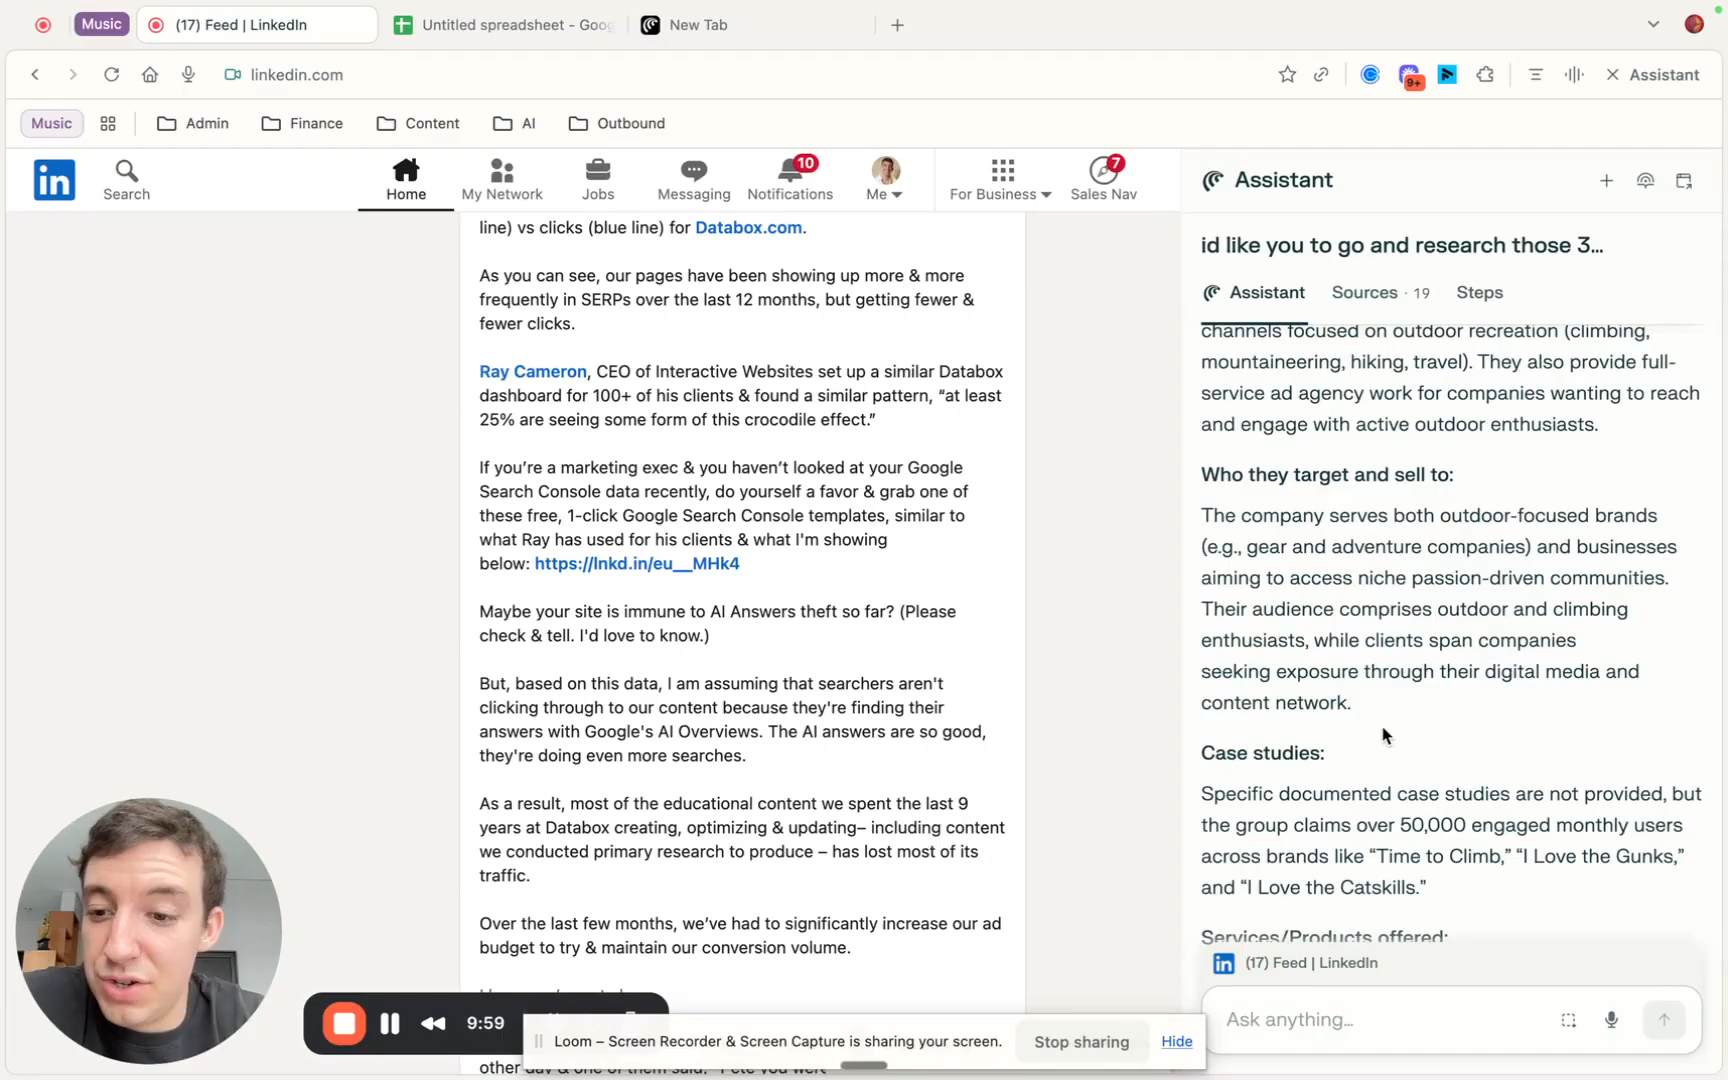 Music
(17) Feed | LinkedIn
Untitled spreadsheet - Goo
New Tab
linkedin.com
9+
Assistant
Music
Admin
Finance
Content
AI
Outbound
in
Search
Home
My Network
Jobs
Messaging
10
Notifications
Me
For Business
7
Sales Nav
line) vs clicks (blue line) for Databox.com.
As you can see, our pages have been showing up more & more
frequently in SERPs over the last 12 months, but getting fewer &
fewer clicks.
Ray Cameron, CEO of Interactive Websites set up a similar Databox
dashboard for 100+ of his clients & found a similar pattern, “at least
25% are seeing some form of this crocodile effect.”
If you’re a marketing exec & you haven’t looked at your Google
Search Console data recently, do yourself a favor & grab one of
these free, 1-click Google Search Console templates, similar to
what Ray has used for his clients & what I'm showing
below: https://lnkd.in/eu__MHk4
Maybe your site is immune to AI Answers theft so far? (Please
check & tell. I'd love to know.)
But, based on this data, I am assuming that searchers aren't
clicking through to our content because they're finding their
answers with Google's AI Overviews. The AI answers are so good,
they're doing even more searches.
As a result, most of the educational content we spent the last 9
years at Databox creating, optimizing & updating– including content
we conducted primary research to produce – has lost most of its
traffic.
Over the last few months, we’ve had to significantly increase our ad
budget to try & maintain our conversion volume.
other day & one of them said: "Pete you
Assistant
id like you to go and research those 3...
Assistant
Sources · 19
Steps
channels focused on outdoor recreation (climbing,
mountaineering, hiking, travel). They also provide full-
service ad agency work for companies wanting to reach
and engage with active outdoor enthusiasts.
Who they target and sell to:
The company serves both outdoor-focused brands
(e.g., gear and adventure companies) and businesses
aiming to access niche passion-driven communities.
Their audience comprises outdoor and climbing
enthusiasts, while clients span companies
seeking exposure through their digital media and
content network.
Case studies:
Specific documented case studies are not provided, but
the group claims over 50,000 engaged monthly users
across brands like “Time to Climb,” “I Love the Gunks,”
and “I Love the Catskills.”
Services/Products offered:
in
(17) Feed | LinkedIn
Ask anything...
9:59
Loom – Screen Recorder & Screen Capture is sharing your screen.
Stop sharing
Hide